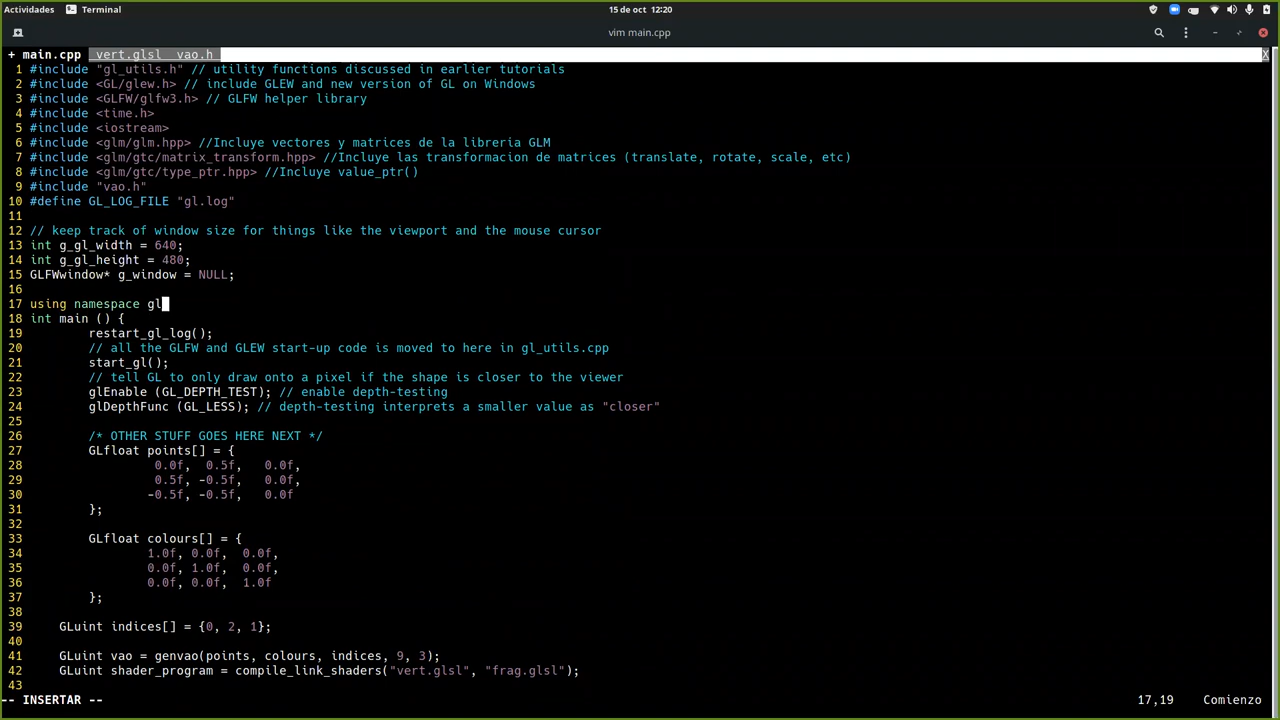 Actividades Terminal 15 de oct 12:20
vim main.cpp
+ main.cpp vert.glsl vao.h X
1 #include "gl_utils.h" // utility functions discussed in earlier tutorials
2 #include <GL/glew.h> // include GLEW and new version of GL on Windows
3 #include <GLFW/glfw3.h> // GLFW helper library
4 #include <time.h>
5 #include <iostream>
6 #include <glm/glm.hpp> //Incluye vectores y matrices de la libreria GLM
7 #include <glm/gtc/matrix_transform.hpp> //Incluye las transformacion de matrices (translate, rotate, scale, etc)
8 #include <glm/gtc/type_ptr.hpp> //Incluye value_ptr()
9 #include "vao.h"
10 #define GL_LOG_FILE "gl.log"
11
12 // keep track of window size for things like the viewport and the mouse cursor
13 int g_gl_width = 640;
14 int g_gl_height = 480;
15 GLFWwindow* g_window = NULL;
16
17 using namespace gl
18 int main () {
19 restart_gl_log();
20 // all the GLFW and GLEW start-up code is moved to here in gl_utils.cpp
21 start_gl();
22 // tell GL to only draw onto a pixel if the shape is closer to the viewer
23 glEnable (GL_DEPTH_TEST); // enable depth-testing
24 glDepthFunc (GL_LESS); // depth-testing interprets a smaller value as "closer"
25
26 /* OTHER STUFF GOES HERE NEXT */
27 GLfloat points[] = {
28 0.0f, 0.5f, 0.0f,
29 0.5f, -0.5f, 0.0f,
30 -0.5f, -0.5f, 0.0f
31 };
32
33 GLfloat colours[] = {
34 1.0f, 0.0f, 0.0f,
35 0.0f, 1.0f, 0.0f,
36 0.0f, 0.0f, 1.0f
37 };
38
39 GLuint indices[] = {0, 2, 1};
40
41 GLuint vao = genvao(points, colours, indices, 9, 3);
42 GLuint shader_program = compile_link_shaders("vert.glsl", "frag.glsl");
43
-- INSERTAR -- 17,19 Comienzo